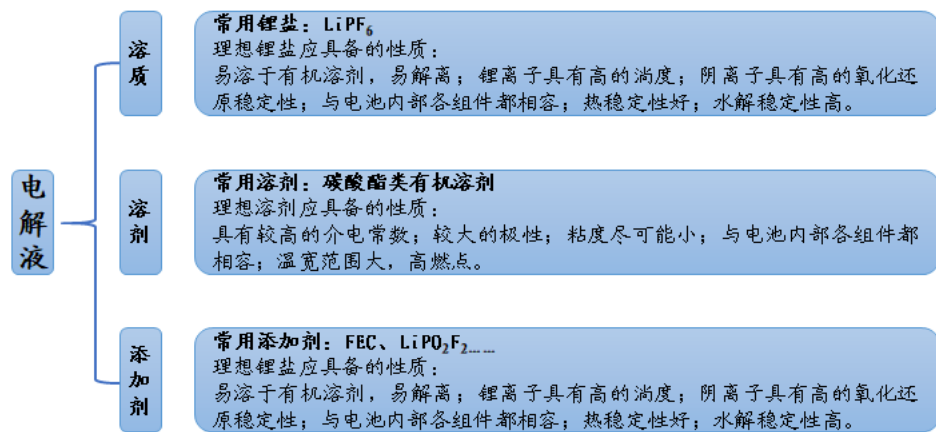 电解液
溶质
常用锂盐：LiPF₆
理想锂盐应具备的性质：
易溶于有机溶剂，易解离；锂离子具有高的淌度；阴离子具有高的氧化还
原稳定性；与电池内部各组件都相容；热稳定性好；水解稳定性高。
溶剂
常用溶剂：碳酸酯类有机溶剂
理想溶剂应具备的性质：
具有较高的介电常数；较大的极性；粘度尽可能小；与电池内部各组件都
相容；温宽范围大，高燃点。
添加剂
常用添加剂：FEC、LiPO₂F₂……
理想锂盐应具备的性质：
易溶于有机溶剂，易解离；锂离子具有高的淌度；阴离子具有高的氧化还
原稳定性；与电池内部各组件都相容；热稳定性好；水解稳定性高。